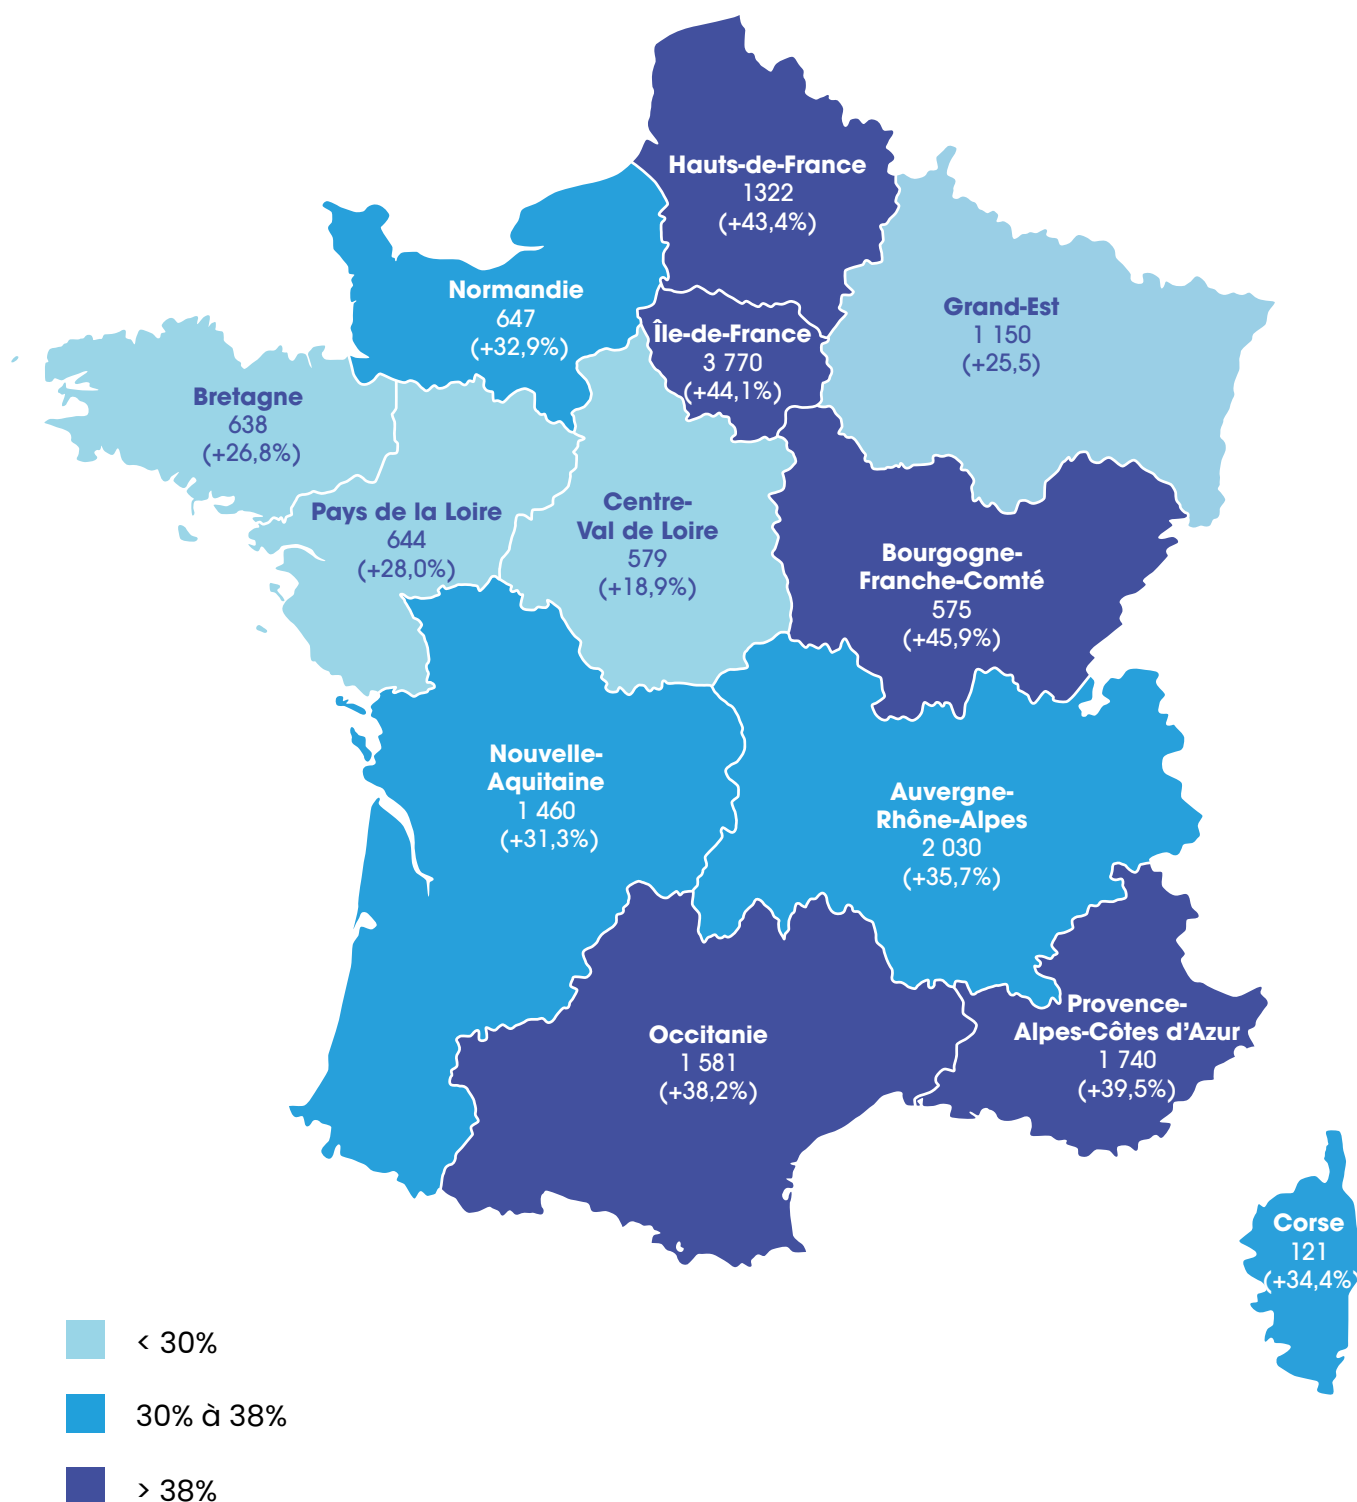 Hauts-de-France
1322
(+43,4%)
Normandie
647
(+32,9%)
Île-de-France
3 770
(+44,1%)
Grand-Est
1 150
(+25,5)
Bretagne
638
(+26,8%)
Pays de la Loire
644
(+28,0%)
Centre-
Val de Loire
579
(+18,9%)
Bourgogne-
Franche-Comté
575
(+45,9%)
Nouvelle-
Aquitaine
1 460
(+31,3%)
Auvergne-
Rhône-Alpes
2 030
(+35,7%)
Occitanie
1 581
(+38,2%)
Provence-
Alpes-Côtes d'Azur
1 740
(+39,5%)
Corse
121
(+34,4%)
< 30%
30% à 38%
> 38%